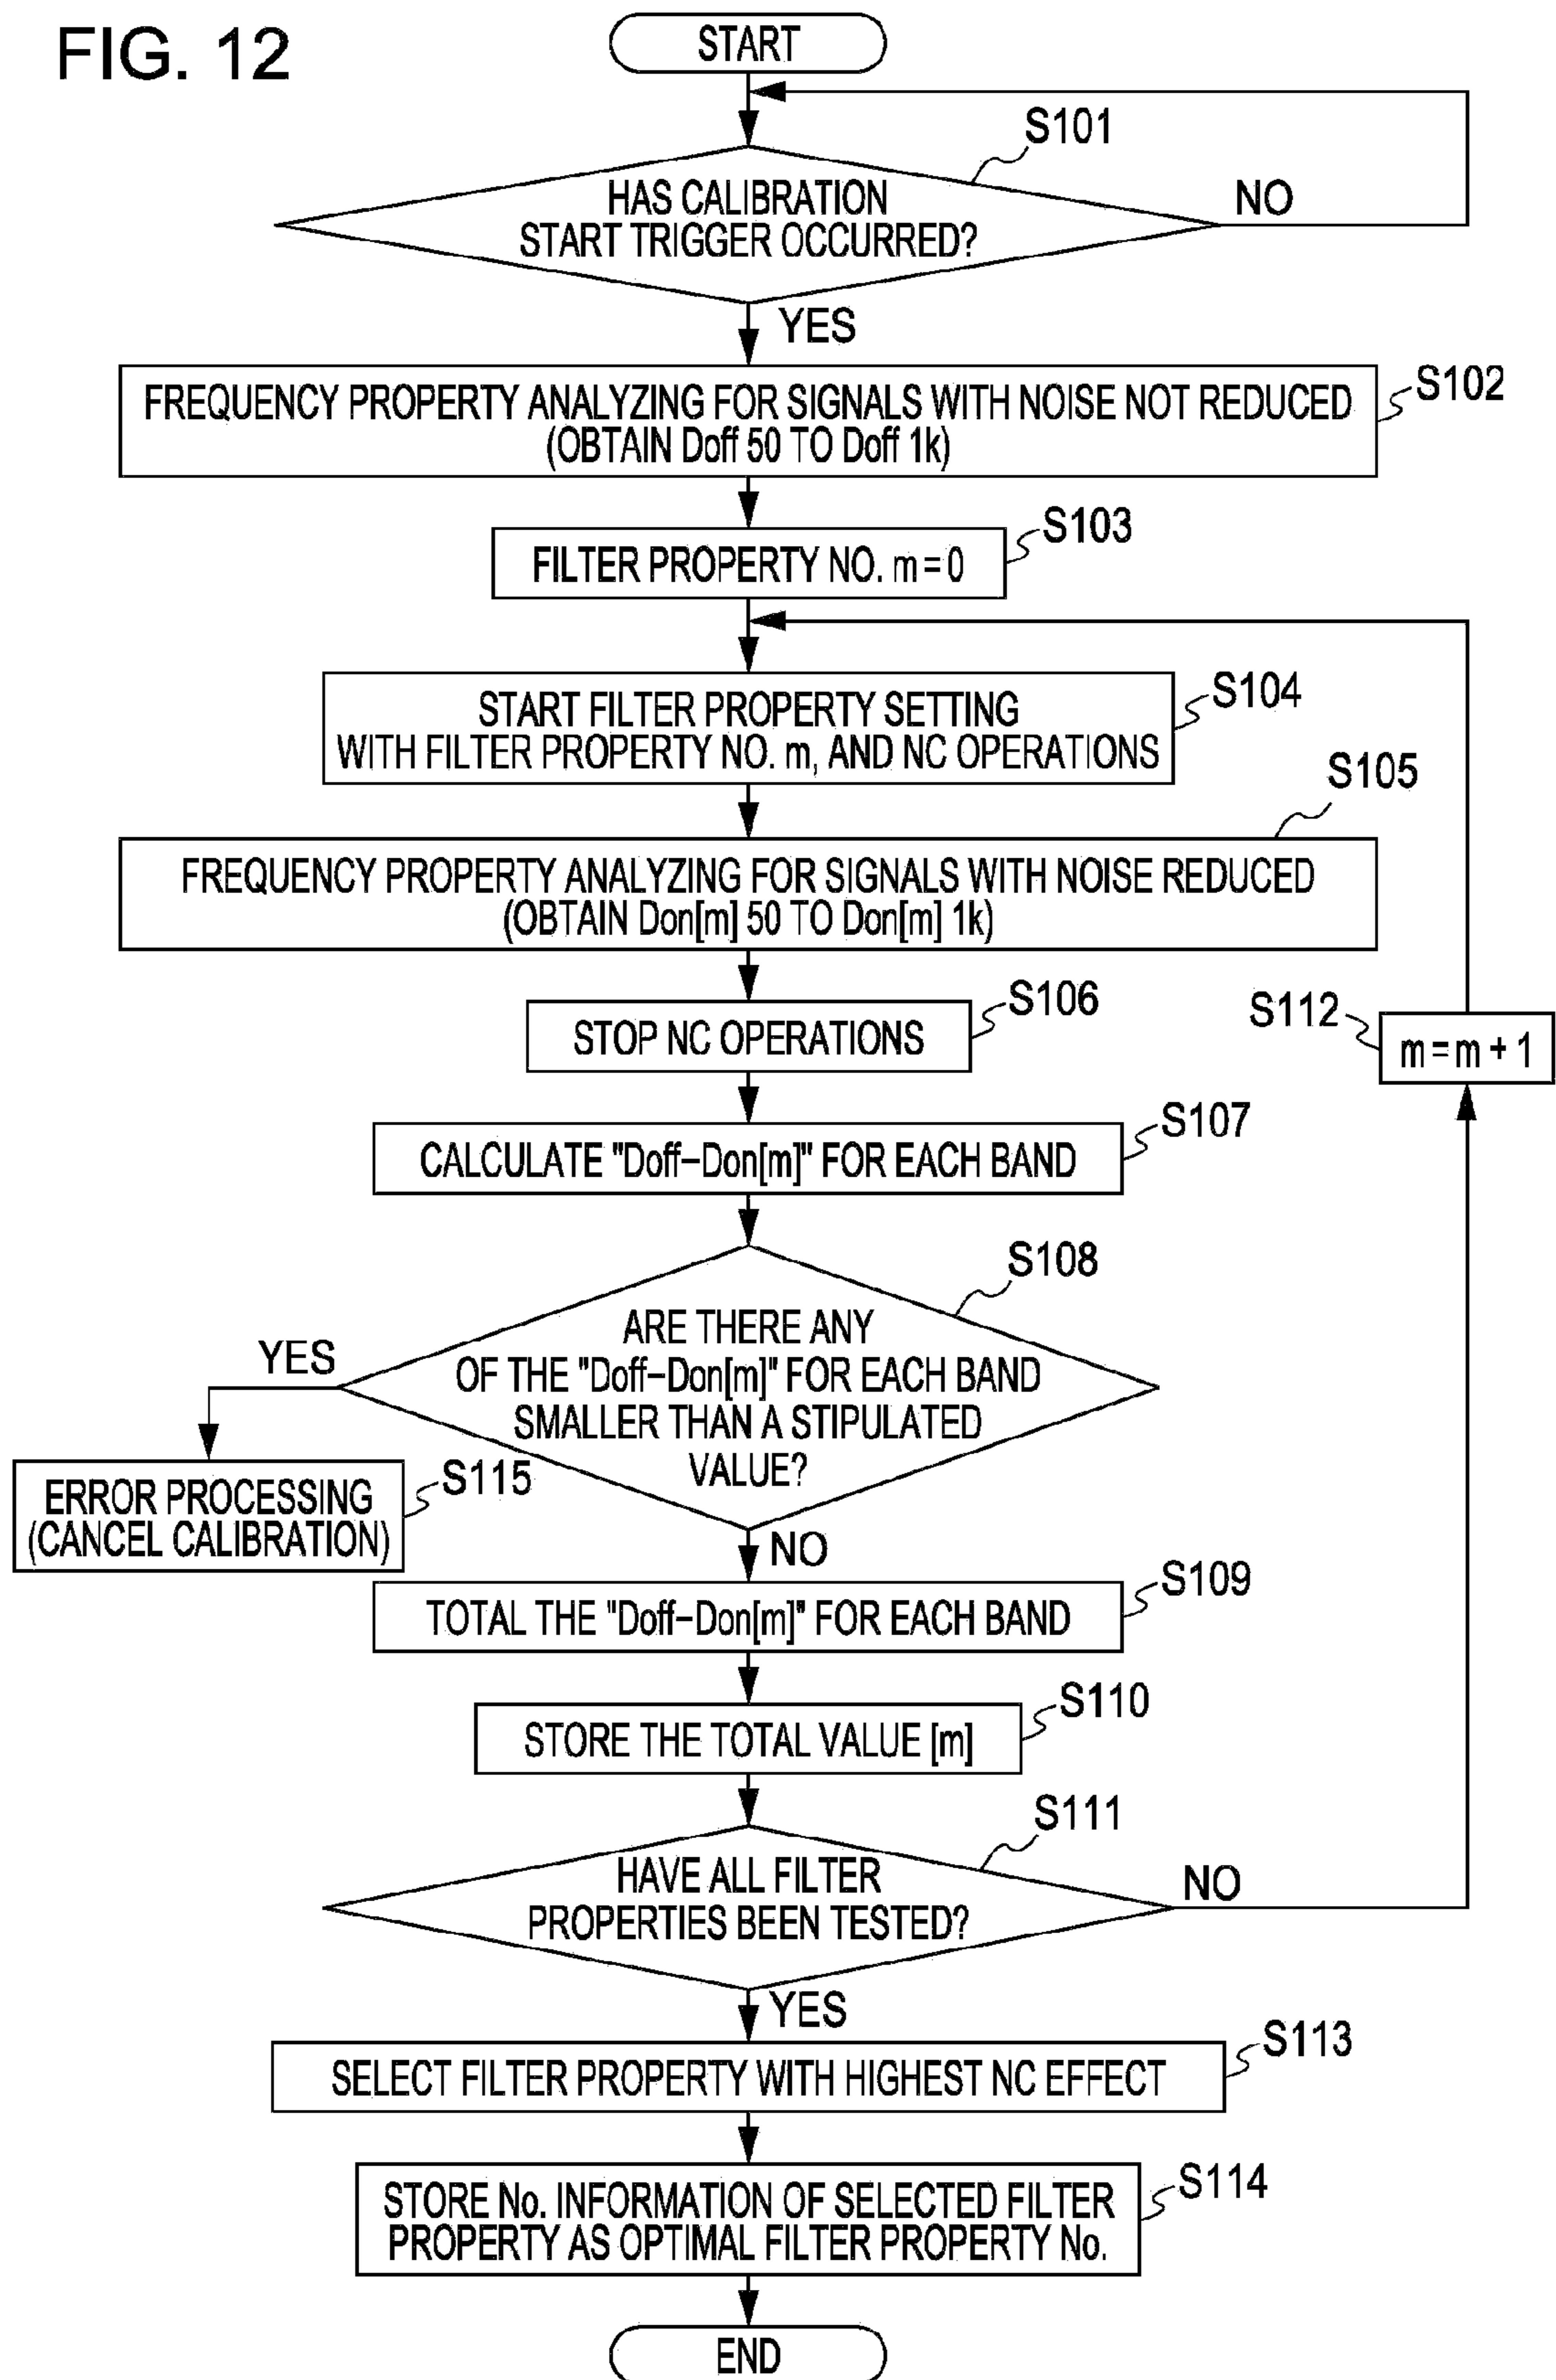 FIG. 12
START
S101
HAS CALIBRATION
START TRIGGER OCCURRED?
NO
YES
S102
FREQUENCY PROPERTY ANALYZING FOR SIGNALS WITH NOISE NOT REDUCED
(OBTAIN Doff 50 TO Doff 1k)
S103
FILTER PROPERTY NO. m=0
S104
START FILTER PROPERTY SETTING
WITH FILTER PROPERTY NO. m, AND NC OPERATIONS
S105
FREQUENCY PROPERTY ANALYZING FOR SIGNALS WITH NOISE REDUCED
(OBTAIN Don[m] 50 TO Don[m] 1k)
S106
STOP NC OPERATIONS
S112
m=m+1
S107
CALCULATE "Doff–Don[m]" FOR EACH BAND
S108
ARE THERE ANY
OF THE "Doff–Don[m]" FOR EACH BAND
SMALLER THAN A STIPULATED
VALUE?
YES
S115
ERROR PROCESSING
(CANCEL CALIBRATION)
NO
S109
TOTAL THE "Doff–Don[m]" FOR EACH BAND
S110
STORE THE TOTAL VALUE [m]
S111
HAVE ALL FILTER
PROPERTIES BEEN TESTED?
NO
YES
S113
SELECT FILTER PROPERTY WITH HIGHEST NC EFFECT
S114
STORE No. INFORMATION OF SELECTED FILTER
PROPERTY AS OPTIMAL FILTER PROPERTY No.
END